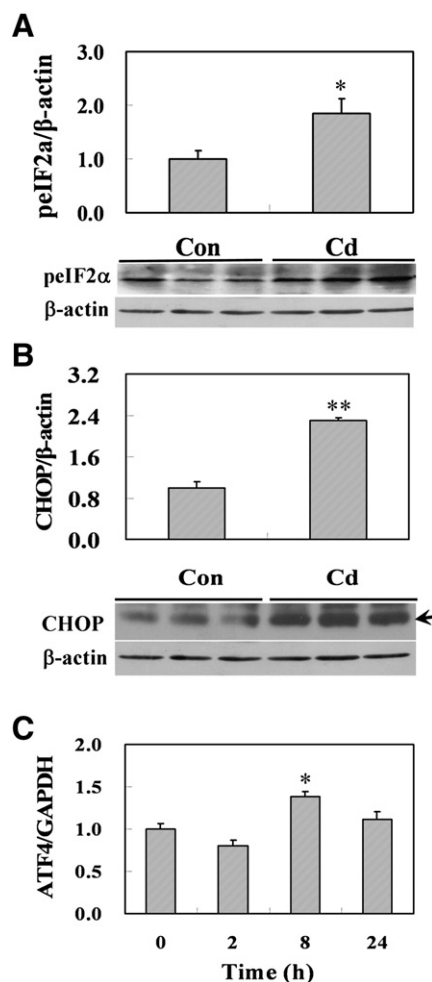 A
peIF2a/β-actin
3.0
2.0
1.0
0.0
*
Con Cd
peIF2α
β-actin
B
CHOP/β-actin
3.2
2.4
1.6
0.8
0.0
**
Con Cd
CHOP
β-actin
C
ATF4/GAPDH
2.0
1.5
1.0
0.5
0.0
*
0 2 8 24
Time (h)